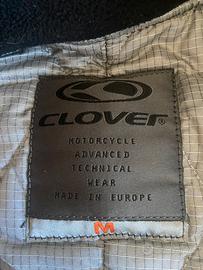 CLOVER®
MOTORCYCLE
ADVANCED
TECHNICAL
WEAR
MADE IN EUROPE
M